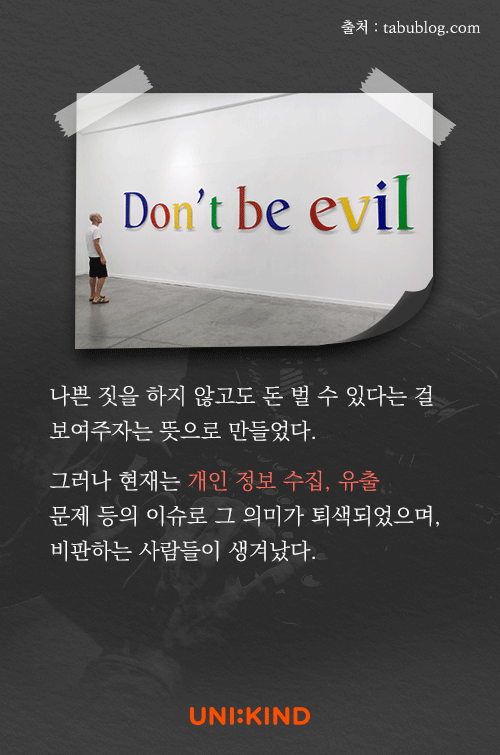 출처 : tabublog.com
Don't be evil
나쁜 짓을 하지 않고도 돈 벌 수 있다는 걸
보여주자는 뜻으로 만들었다.
그러나 현재는 개인 정보 수집, 유출
문제 등의 이슈로 그 의미가 퇴색되었으며,
비판하는 사람들이 생겨났다.
UNI:KIND